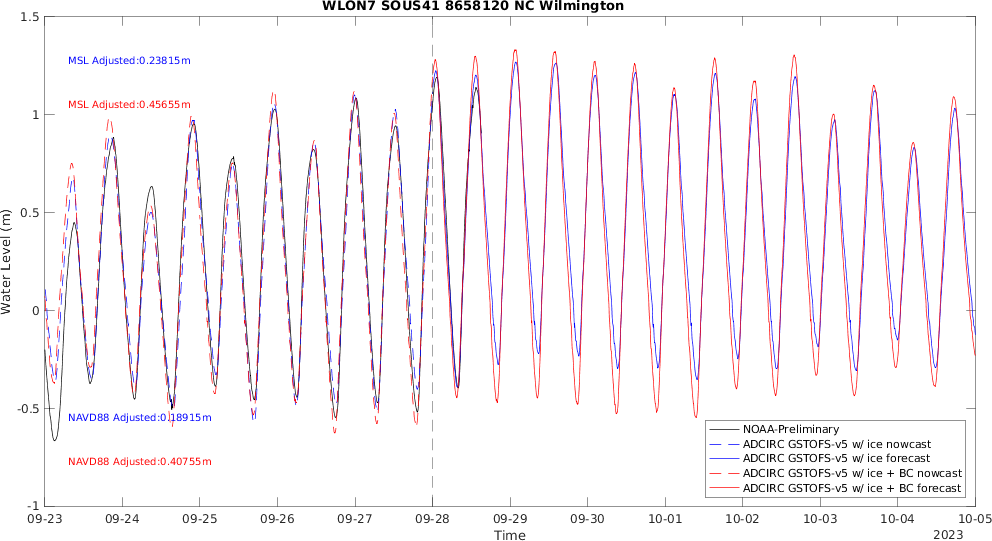 WLON7 SOUS41 8658120 NC Wilmington
1.5
1
0.5
0
-0.5
-1
Water Level (m)
MSL Adjusted:0.23815m
MSL Adjusted:0.45655m
NAVD88 Adjusted:0.18915m
NAVD88 Adjusted:0.40755m
NOAA-Preliminary
ADCIRC GSTOFS-v5 w/ ice nowcast
ADCIRC GSTOFS-v5 w/ ice forecast
ADCIRC GSTOFS-v5 w/ ice + BC nowcast
ADCIRC GSTOFS-v5 w/ ice + BC forecast
09-23 09-24 09-25 09-26 09-27 09-28 09-29 09-30 10-01 10-02 10-03 10-04 10-05
Time
2023